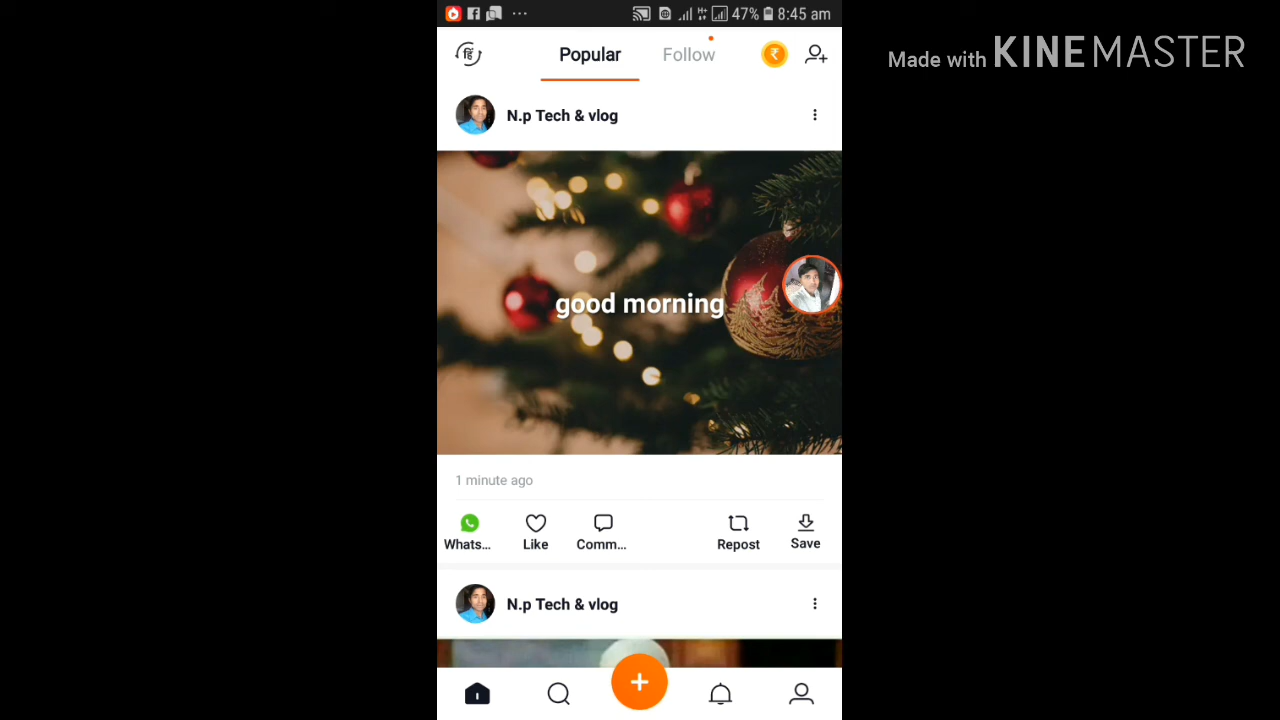 47% 8:45 am
Made with KINEMASTER
हिं Popular Follow ₹
N.p Tech & vlog
good morning
1 minute ago
Whats... Like Comm... Repost Save
N.p Tech & vlog